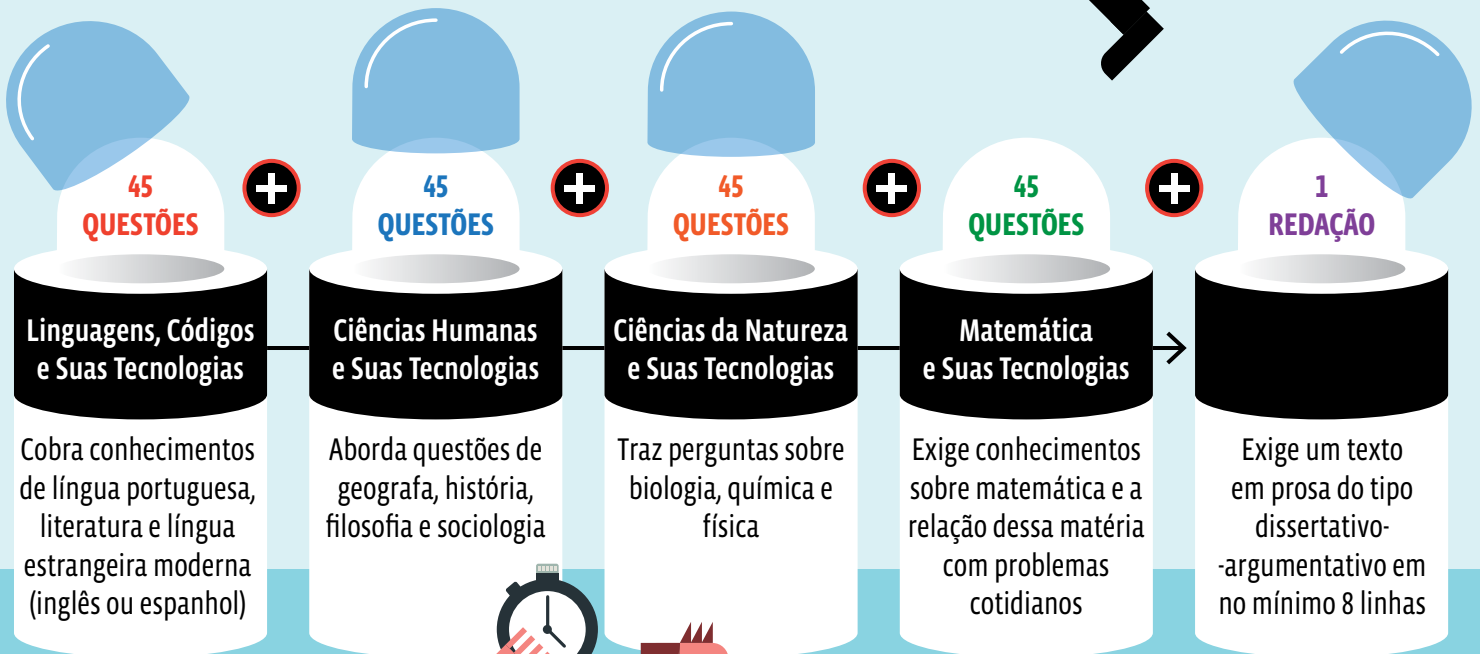 45
QUESTÕES
Linguagens, Códigos
e Suas Tecnologias
Cobra conhecimentos
de língua portuguesa,
literatura e língua
estrangeira moderna
(inglês ou espanhol)
45
QUESTÕES
Ciências Humanas
e Suas Tecnologias
Aborda questões de
geografa, história,
filosofia e sociologia
45
QUESTÕES
Ciências da Natureza
e Suas Tecnologias
Traz perguntas sobre
biologia, química e
física
45
QUESTÕES
Matemática
e Suas Tecnologias
Exige conhecimentos
sobre matemática e a
relação dessa matéria
com problemas
cotidianos
1
REDAÇÃO
Exige um texto
em prosa do tipo
dissertativo-
-argumentativo em
no mínimo 8 linhas